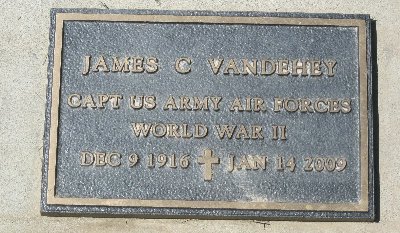 JAMES C VANDEHEY
CAPT US ARMY AIR FORCES
WORLD WAR II
DEC 9 1916 ✝ JAN 14 2009